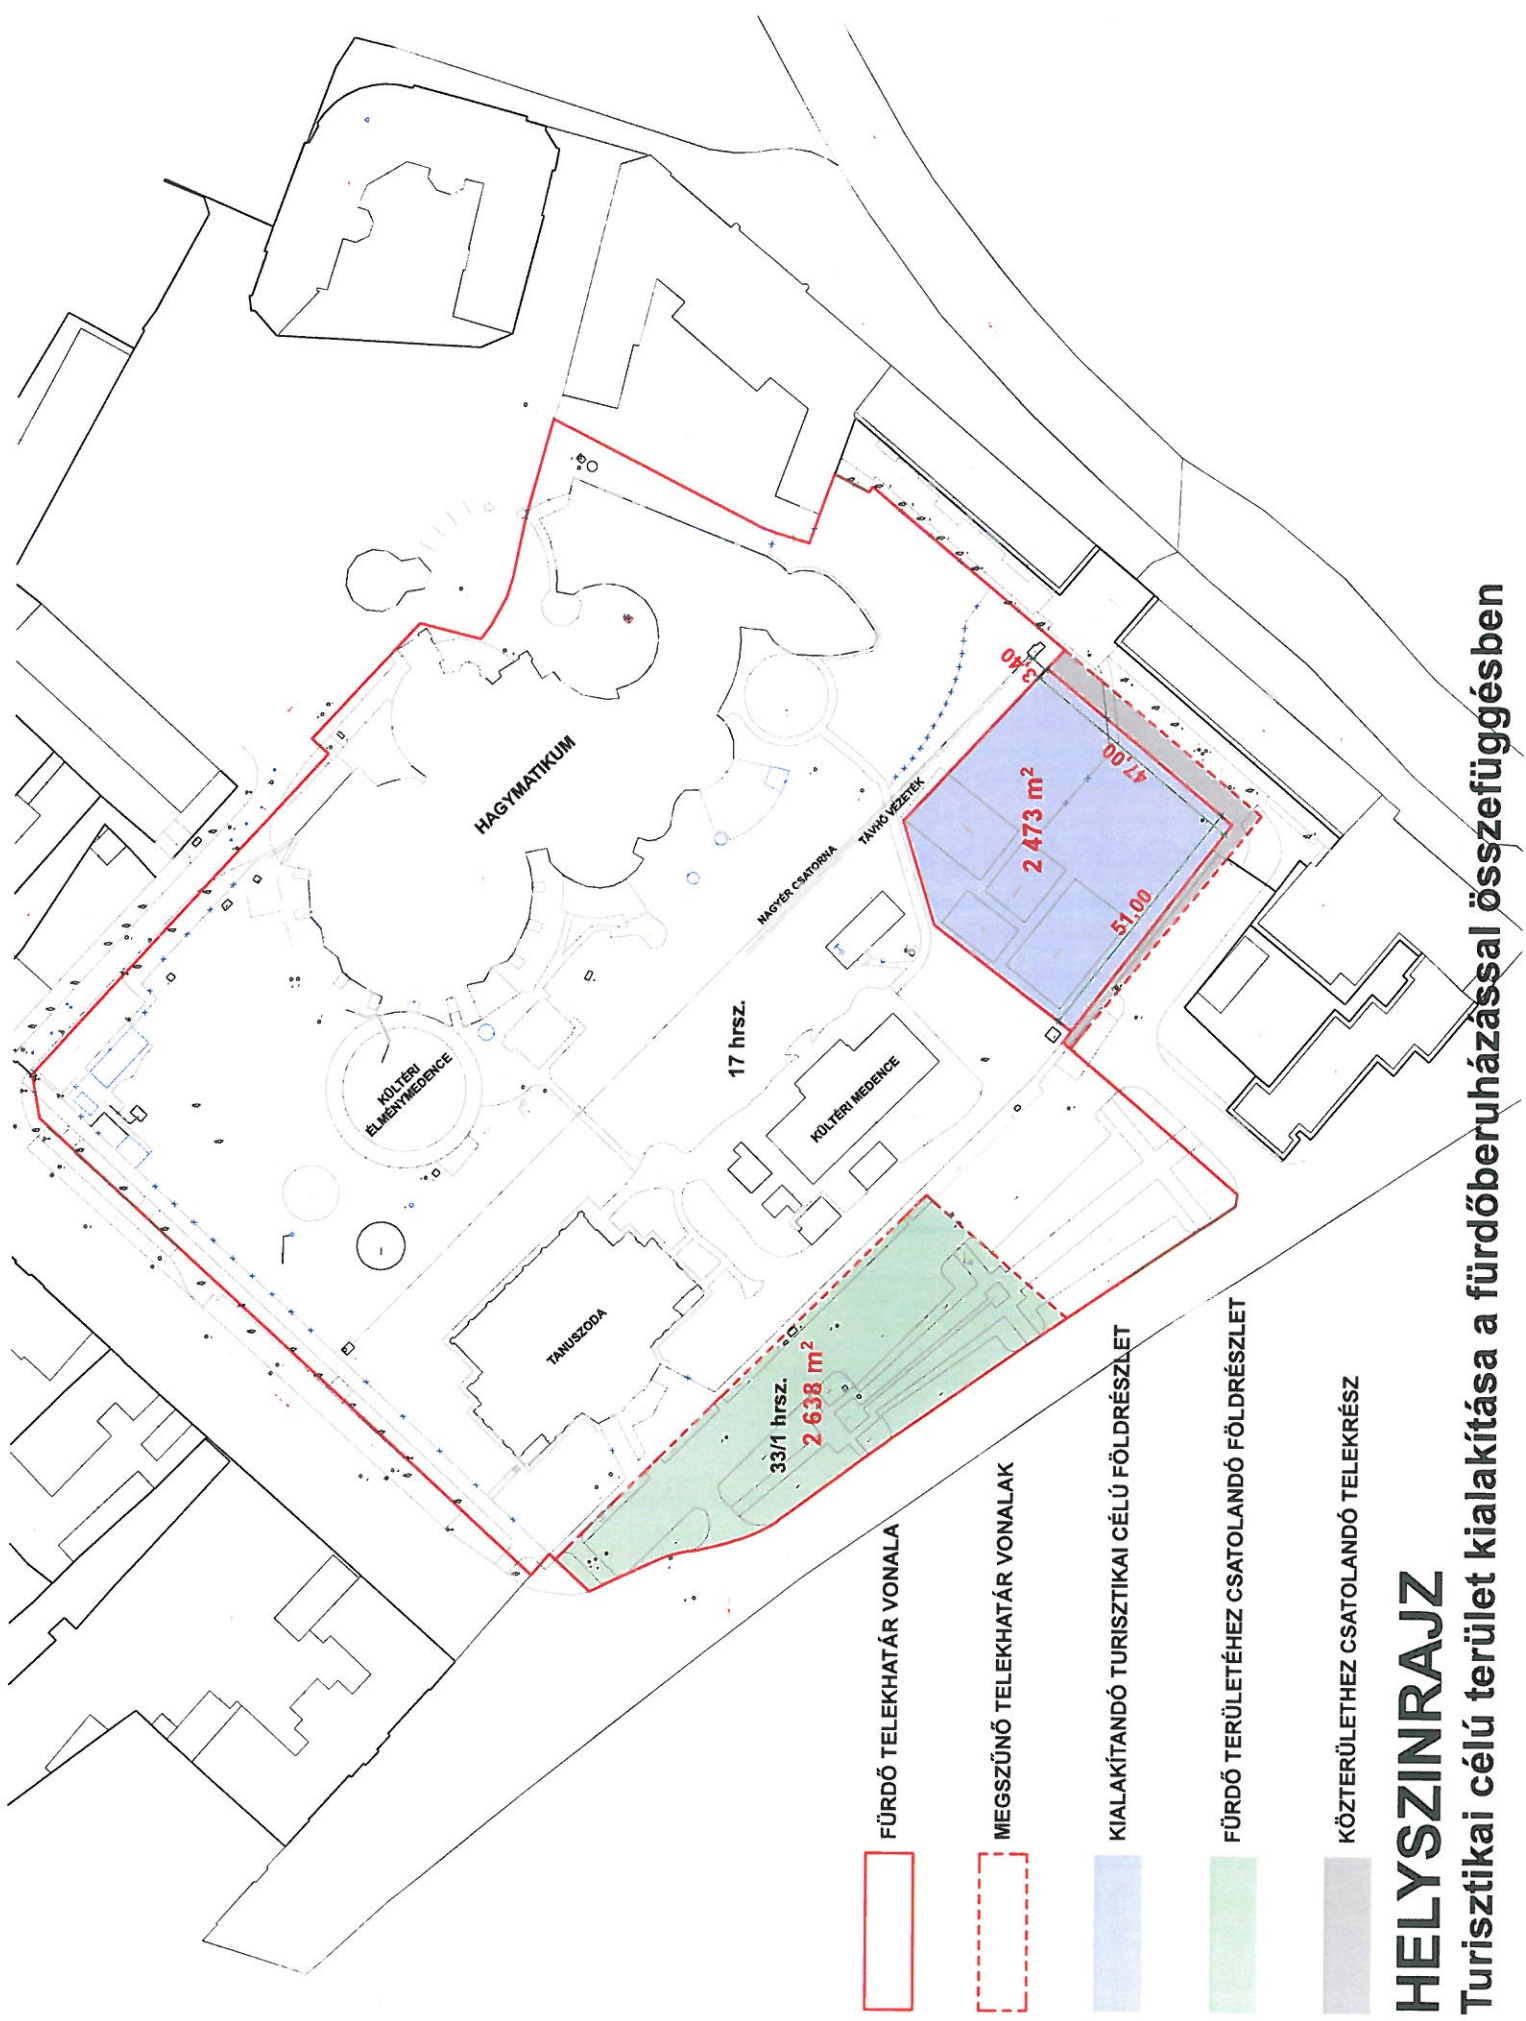 HAGYMATIKUM
KÜLTÉRI
ÉLMÉNYMEDENCE
TANUSZODA
17 hrsz.
NAGYÉR CSATORNA
TÁVHŐ VEZETÉK
KÜLTÉRI MEDENCE
3,40
47,00
2 473 m²
51,00
33/1 hrsz.
2 638 m²
FÜRDŐ TELEKHATÁR VONALA
MEGSZŰNŐ TELEKHATÁR VONALAK
KIALAKÍTANDÓ TURISZTIKAI CÉLÚ FÖLDRÉSZLET
FÜRDŐ TERÜLETÉHEZ CSATOLANDÓ FÖLDRÉSZLET
KÖZTERÜLETHEZ CSATOLANDÓ TELEKRÉSZ
HELYSZINRAJZ
Turisztikai célú terület kialakítása a fürdőberuházással összefüggésben